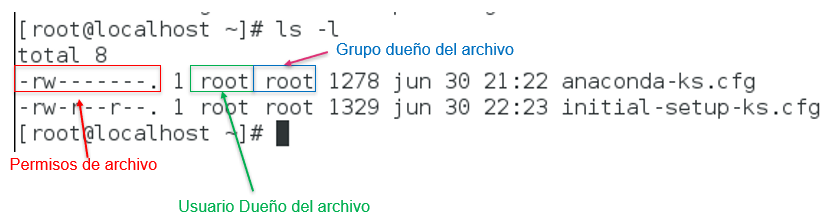 [root@localhost ~]# ls -l
total 8
Grupo dueño del archivo
-rw-------. 1 root root 1278 jun 30 21:22 anaconda-ks.cfg
-rw-r--r--. 1 root root 1329 jun 30 22:23 initial-setup-ks.cfg
[root@localhost ~]#
Permisos de archivo
Usuario Dueño del archivo